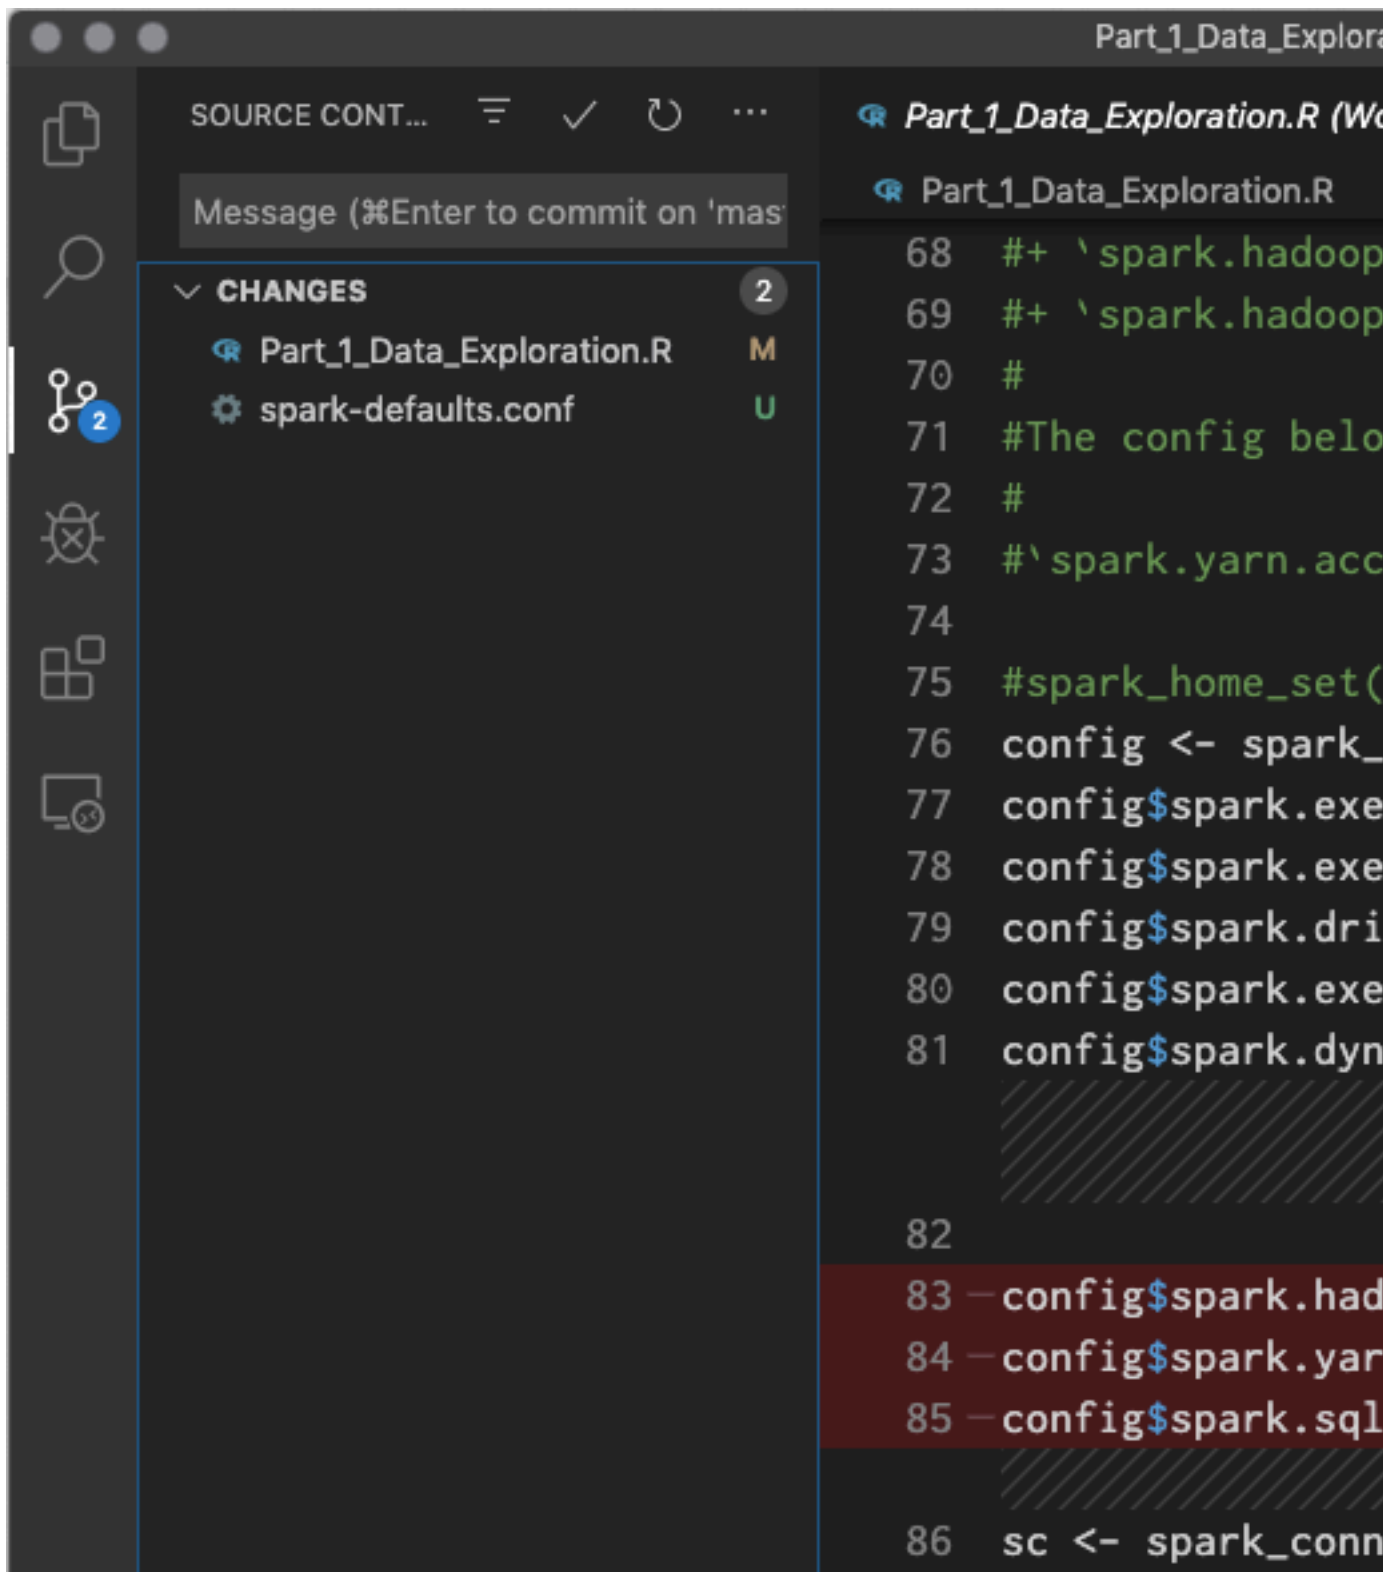 Part_1_Data_Explora
SOURCE CONT...
Message (⌘Enter to commit on 'mas
CHANGES 2
Part_1_Data_Exploration.R M
spark-defaults.conf U
2
Part_1_Data_Exploration.R (Wo
Part_1_Data_Exploration.R
68 #+ `spark.hadoop
69 #+ `spark.hadoop
70 #
71 #The config belo
72 #
73 #`spark.yarn.acc
74
75 #spark_home_set(
76 config <- spark_
77 config$spark.exe
78 config$spark.exe
79 config$spark.dri
80 config$spark.exe
81 config$spark.dyn
82
83 —config$spark.had
84 —config$spark.yar
85 —config$spark.sql
86 sc <- spark_conn